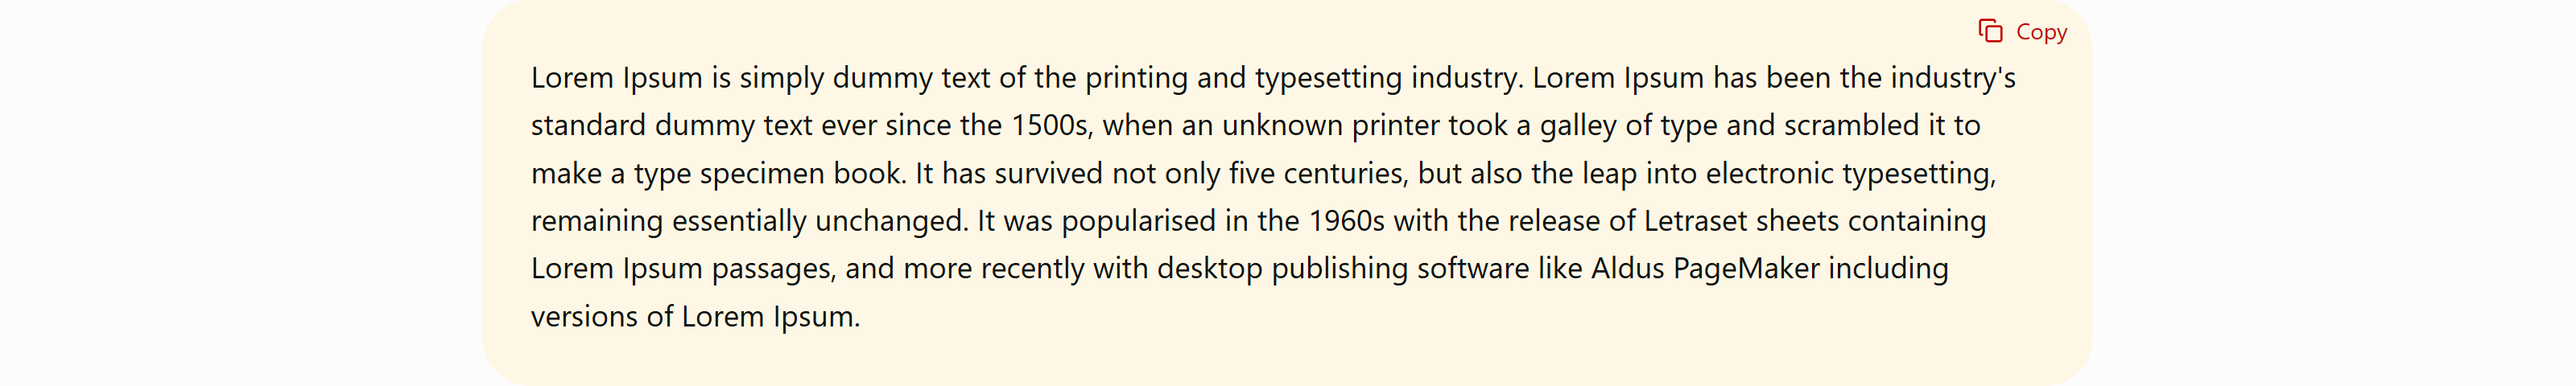 Copy
Lorem Ipsum is simply dummy text of the printing and typesetting industry. Lorem Ipsum has been the industry's
standard dummy text ever since the 1500s, when an unknown printer took a galley of type and scrambled it to
make a type specimen book. It has survived not only five centuries, but also the leap into electronic typesetting,
remaining essentially unchanged. It was popularised in the 1960s with the release of Letraset sheets containing
Lorem Ipsum passages, and more recently with desktop publishing software like Aldus PageMaker including
versions of Lorem Ipsum.